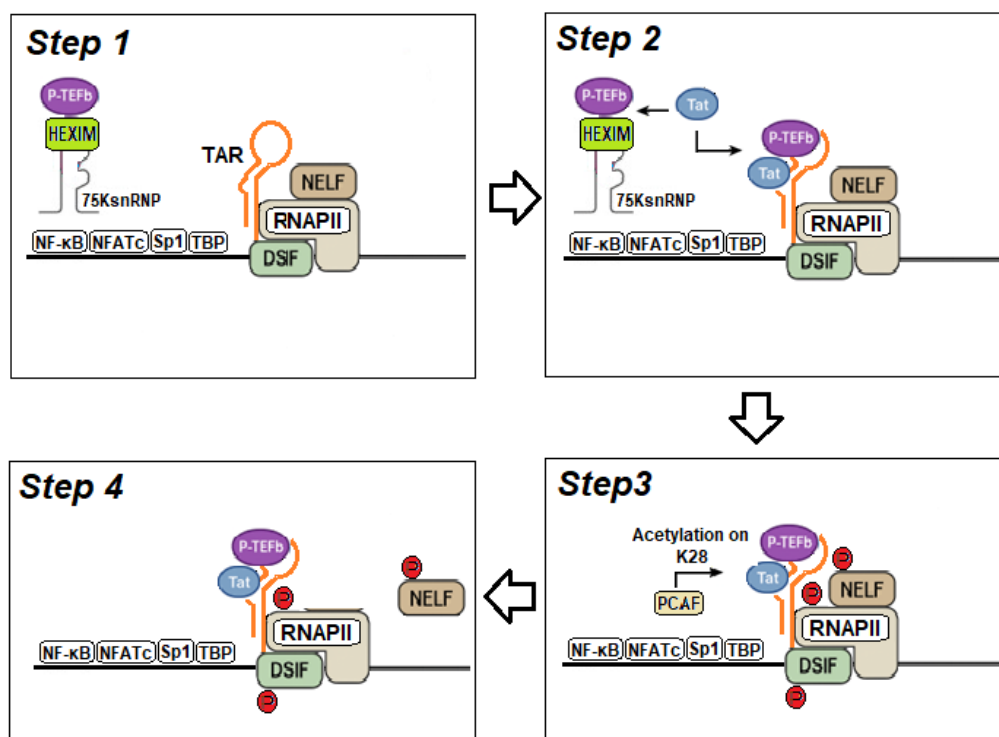 Step 1
P-TEFb
HEXIM
75KsnRNP
TAR
NELF
RNAPII
DSIF
NF-κB NFATc Sp1 TBP
Step 2
P-TEFb
HEXIM
75KsnRNP
Tat
P-TEFb
Tat
NELF
RNAPII
DSIF
NF-κB NFATc Sp1 TBP
Step3
Acetylation on
K28
PCAF
P-TEFb
Tat
NELF
RNAPII
DSIF
NF-κB NFATc Sp1 TBP
Step 4
P-TEFb
Tat
NELF
RNAPII
DSIF
NF-κB NFATc Sp1 TBP